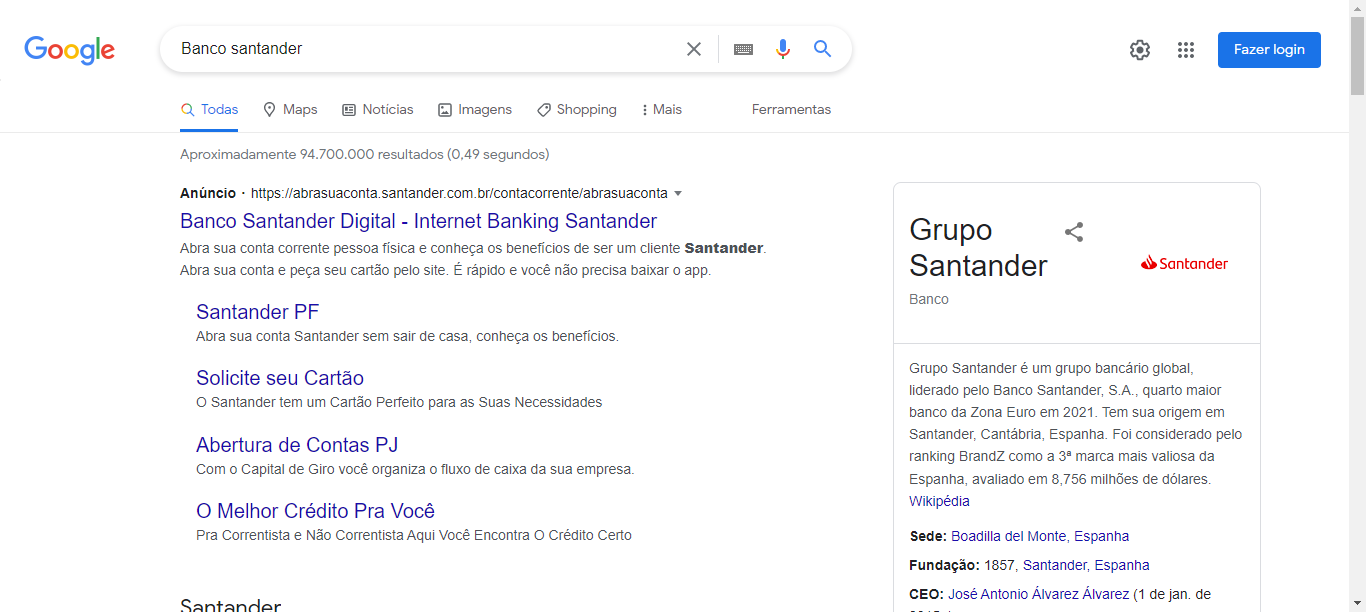 Google
Banco santander
Fazer login
Todas
Maps
Notícias
Imagens
Shopping
Mais
Ferramentas
Aproximadamente 94.700.000 resultados (0,49 segundos)
Anúncio · https://abrasuaconta.santander.com.br/contacorrente/abrasuaconta
Banco Santander Digital - Internet Banking Santander
Abra sua conta corrente pessoa física e conheça os benefícios de ser um cliente Santander.
Abra sua conta e peça seu cartão pelo site. É rápido e você não precisa baixar o app.
Santander PF
Abra sua conta Santander sem sair de casa, conheça os benefícios.
Solicite seu Cartão
O Santander tem um Cartão Perfeito para as Suas Necessidades
Abertura de Contas PJ
Com o Capital de Giro você organiza o fluxo de caixa da sua empresa.
O Melhor Crédito Pra Você
Pra Correntista e Não Correntista Aqui Você Encontra O Crédito Certo
Santander
Grupo
Santander
Banco
Santander
Grupo Santander é um grupo bancário global,
liderado pelo Banco Santander, S.A., quarto maior
banco da Zona Euro em 2021. Tem sua origem em
Santander, Cantábria, Espanha. Foi considerado pelo
ranking BrandZ como a 3ª marca mais valiosa da
Espanha, avaliado em 8,756 milhões de dólares.
Wikipédia
Sede: Boadilla del Monte, Espanha
Fundação: 1857, Santander, Espanha
CEO: José Antonio Álvarez Álvarez (1 de jan. de